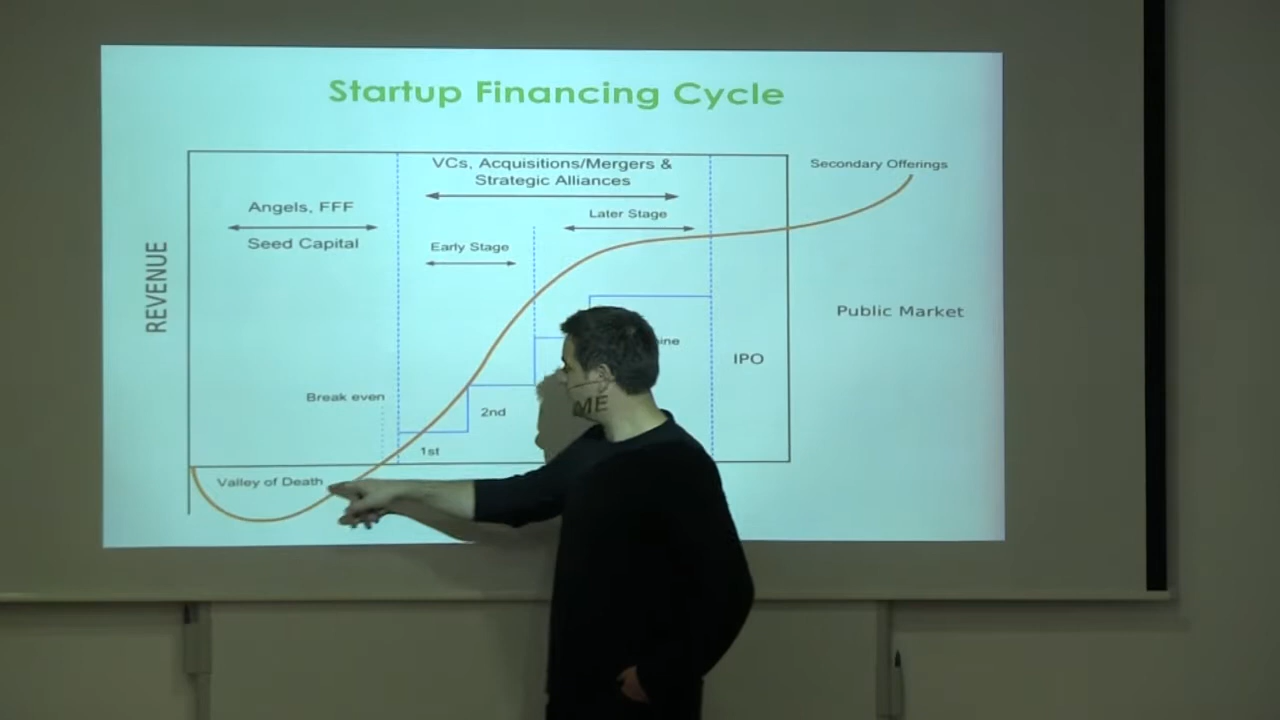 Startup Financing Cycle
VCs, Acquisitions/Mergers &
Strategic Alliances
Secondary Offerings
Angels, FFF
Later Stage
Seed Capital
Early Stage
REVENUE
Public Market
IPO
Break even
ME
2nd
1st
Valley of Death